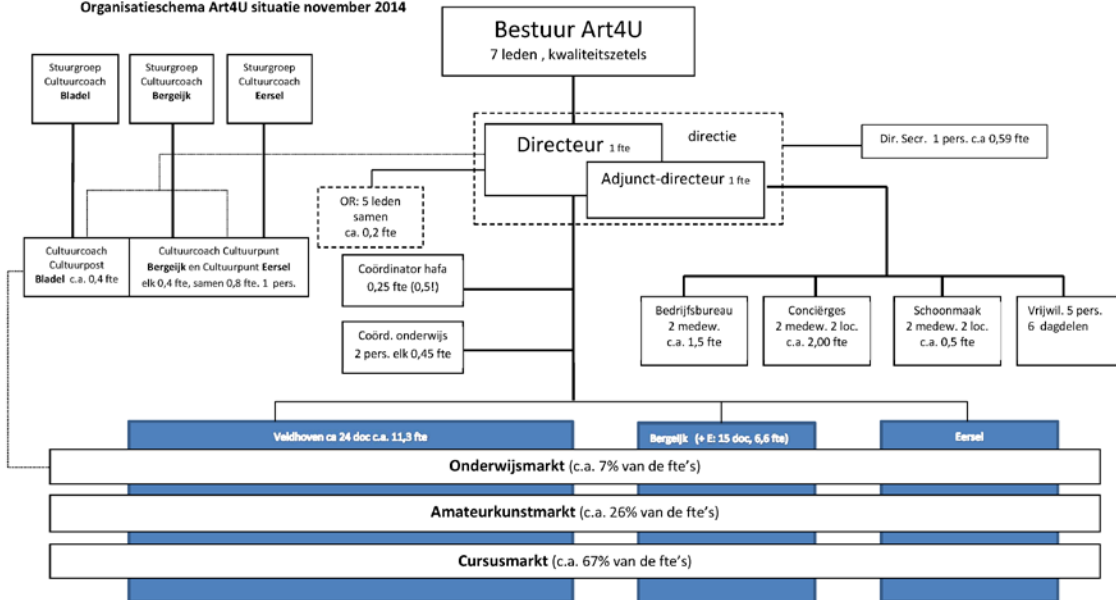 Organisatieschema Art4U situatie november 2014
Bestuur Art4U
7 leden , kwaliteitszetels
Stuurgroep
Cultuurcoach
Bladel
Stuurgroep
Cultuurcoach
Bergeijk
Stuurgroep
Cultuurcoach
Eersel
directie
Directeur 1 fte
Adjunct-directeur 1 fte
Dir. Secr. 1 pers. c.a 0,59 fte
OR: 5 leden
samen
ca. 0,2 fte
Cultuurcoach
Cultuurpost
Bladel c.a. 0,4 fte
Cultuurcoach Cultuurpunt
Bergeijk en Cultuurpunt Eersel
elk 0,4 fte, samen 0,8 fte. 1 pers.
Coördinator hafa
0,25 fte (0,5!)
Coörd. onderwijs
2 pers. elk 0,45 fte
Bedrijfsbureau
2 medew.
c.a. 1,5 fte
Conciërges
2 medew. 2 loc.
c.a. 2,00 fte
Schoonmaak
2 medew. 2 loc.
c.a. 0,5 fte
Vrijwil. 5 pers.
6 dagdelen
Veldhoven ca 24 doc c.a. 11,3 fte
Bergeijk (+ E: 15 doc, 6,6 fte)
Eersel
Onderwijsmarkt (c.a. 7% van de fte's)
Amateurkunstmarkt (c.a. 26% van de fte's)
Cursusmarkt (c.a. 67% van de fte's)